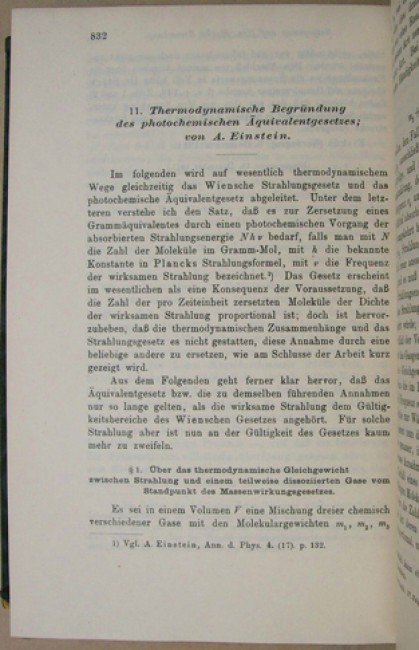 832
11. Thermodynamische Begründung
des photochemischen Äquivalentgesetzes;
von A. Einstein.
Im folgenden wird auf wesentlich thermodynamischem
Wege gleichzeitig das Wiensche Strahlungsgesetz und das
photochemische Äquivalentgesetz abgeleitet. Unter dem letz-
teren verstehe ich den Satz, daß es zur Zersetzung eines
Grammäquivalentes durch einen photochemischen Vorgang der
absorbierten Strahlungsenergie Nhν bedarf, falls man mit N
die Zahl der Moleküle im Gramm-Mol, mit h die bekannte
Konstante in Plancks Strahlungsformel, mit ν die Frequenz
der wirksamen Strahlung bezeichnet.¹) Das Gesetz erscheint
im wesentlichen als eine Konsequenz der Voraussetzung, daß
die Zahl der pro Zeiteinheit zersetzten Moleküle der Dichte
der wirksamen Strahlung proportional ist; doch ist hervor-
zuheben, daß die thermodynamischen Zusammenhänge und das
Strahlungsgesetz es nicht gestatten, diese Annahme durch eine
beliebige andere zu ersetzen, wie am Schlusse der Arbeit kurz
gezeigt wird.
Aus dem Folgenden geht ferner klar hervor, daß das
Äquivalentgesetz bzw. die zu demselben führenden Annahmen
nur so lange gelten, als die wirksame Strahlung dem Gültig-
keitsbereiche des Wienschen Gesetzes angehört. Für solche
Strahlung aber ist nun an der Gültigkeit des Gesetzes kaum
mehr zu zweifeln.
§ 1. Über das thermodynamische Gleichgewicht
zwischen Strahlung und einem teilweise dissoziierten Gase vom
Standpunkt des Massenwirkungsgesetzes.
Es sei in einem Volumen V eine Mischung dreier chemisch
verschiedener Gase mit den Molekulargewichten m₁, m₂, m₃
1) Vgl. A. Einstein, Ann. d. Phys. 4. (17). p. 132.